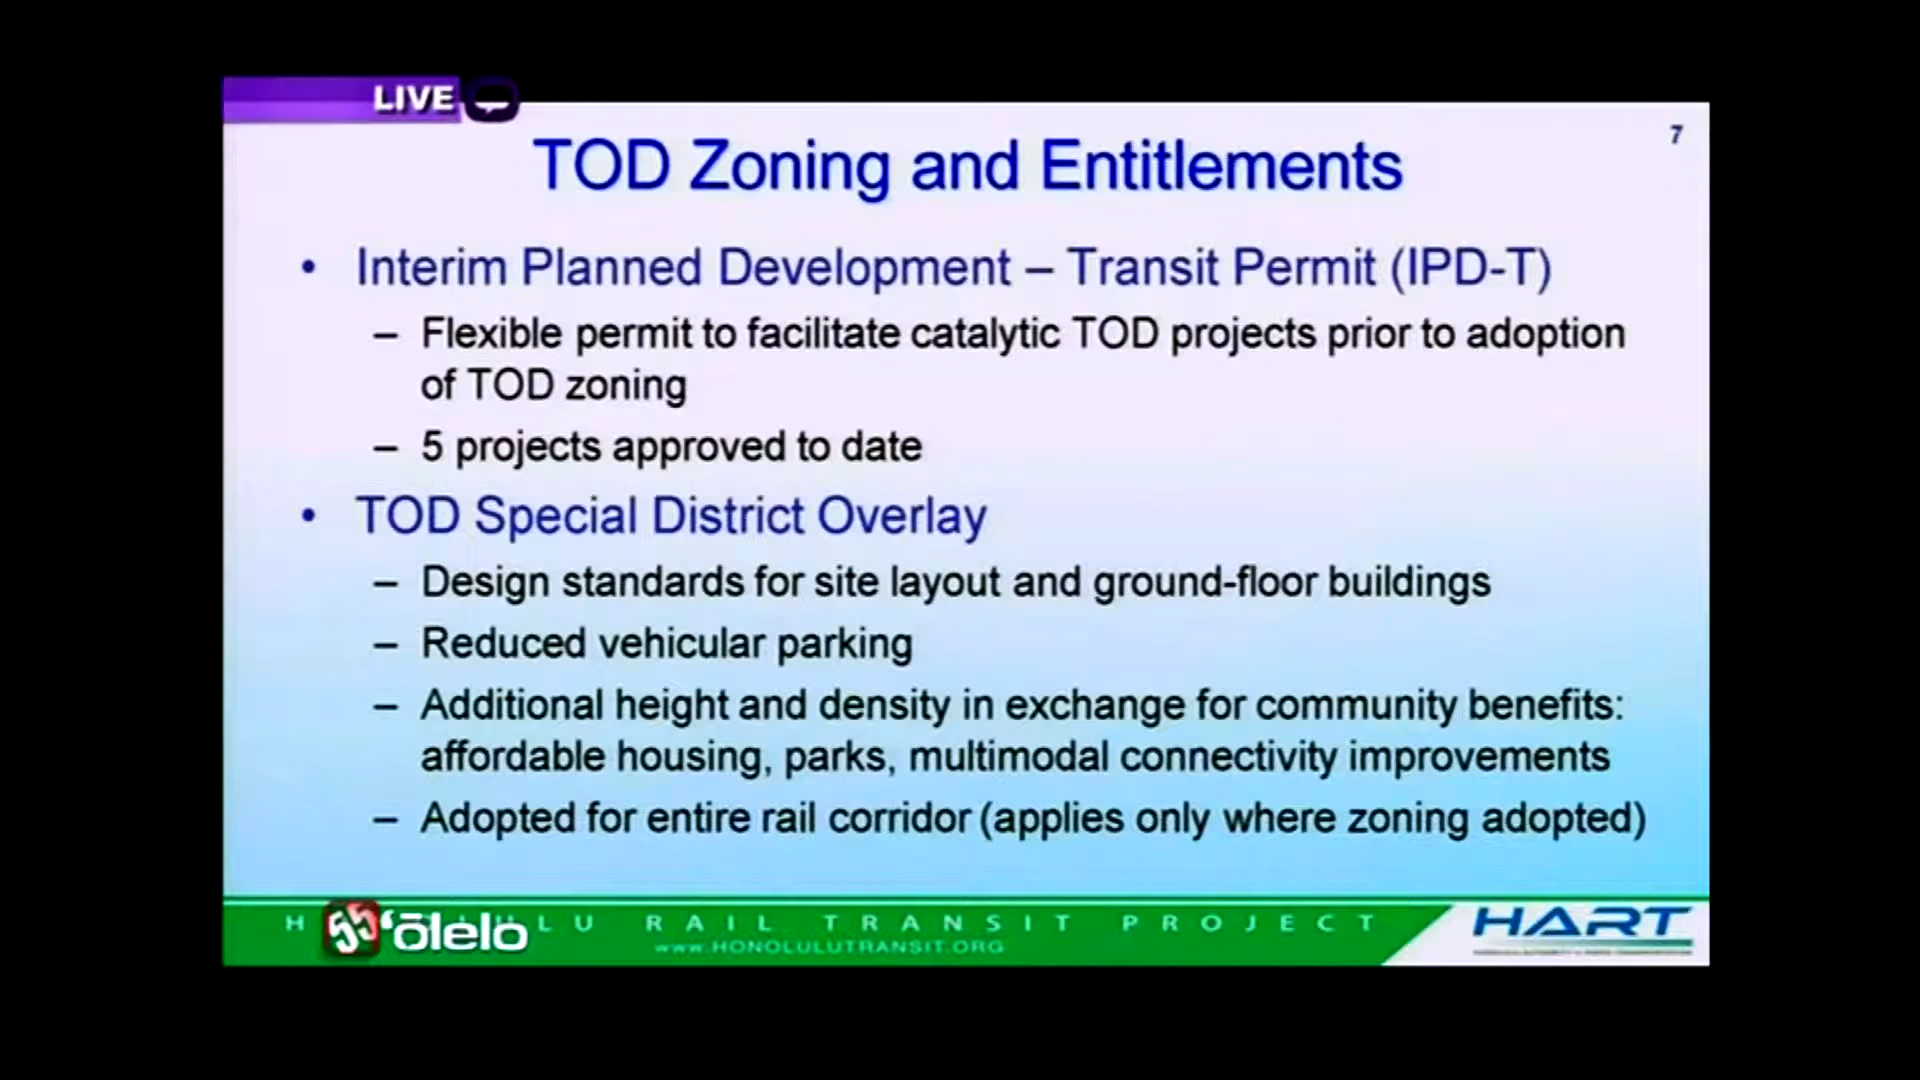 LIVE
7
TOD Zoning and Entitlements
• Interim Planned Development – Transit Permit (IPD-T)
– Flexible permit to facilitate catalytic TOD projects prior to adoption
of TOD zoning
– 5 projects approved to date
• TOD Special District Overlay
– Design standards for site layout and ground-floor buildings
– Reduced vehicular parking
– Additional height and density in exchange for community benefits:
affordable housing, parks, multimodal connectivity improvements
– Adopted for entire rail corridor (applies only where zoning adopted)
RAIL TRANSIT PROJECT
www.HONOLULUTRANSIT.ORG
55 ʻōlelo
HART